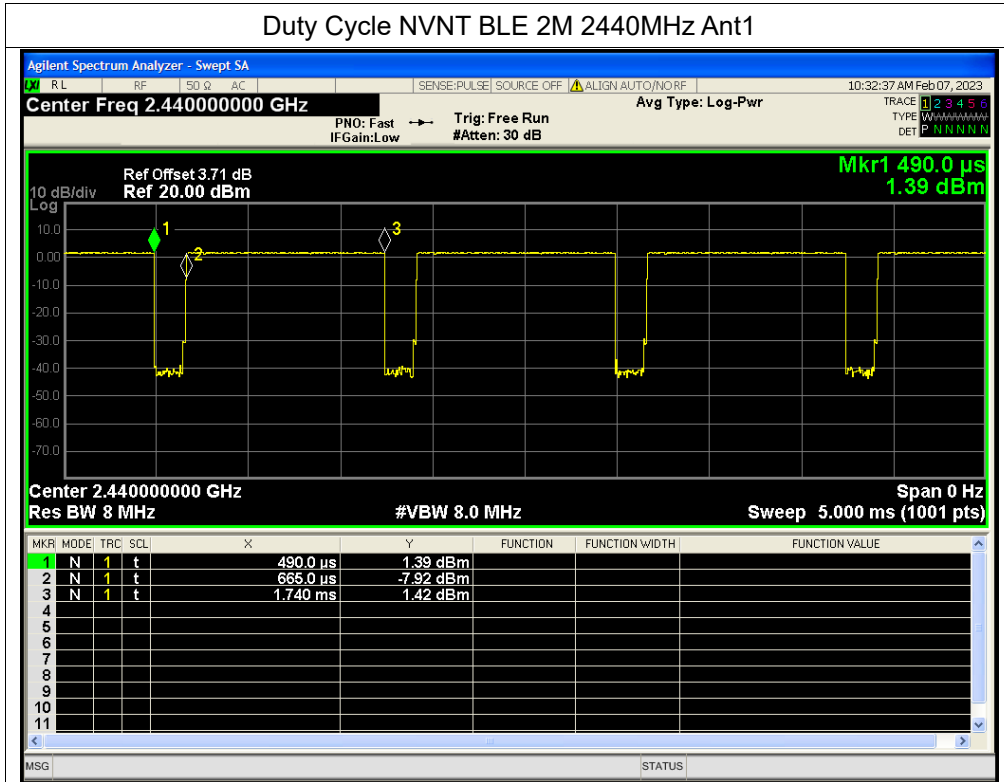 Duty Cycle NVNT BLE 2M 2440MHz Ant1
Agilent Spectrum Analyzer - Swept SA
LXI RL RF 50 Ω AC SENSE:PULSE SOURCE OFF ALIGN AUTO/NO RF 10:32:37 AM Feb 07, 2023
Center Freq 2.440000000 GHz Avg Type: Log-Pwr TRACE 1 2 3 4 5 6
PNO: Fast Trig: Free Run TYPE WWWWWW
IFGain:Low #Atten: 30 dB DET P N N N N N
Mkr1 490.0 µs
Ref Offset 3.71 dB
10 dB/div Ref 20.00 dBm 1.39 dBm
Log
10.0
0.00
-10.0
-20.0
-30.0
-40.0
-50.0
-60.0
-70.0
1
2
3
Center 2.440000000 GHz Span 0 Hz
Res BW 8 MHz #VBW 8.0 MHz Sweep 5.000 ms (1001 pts)
MKR MODE TRC SCL X Y FUNCTION FUNCTION WIDTH FUNCTION VALUE
1 N 1 t 490.0 µs 1.39 dBm
2 N 1 t 665.0 µs -7.92 dBm
3 N 1 t 1.740 ms 1.42 dBm
4
5
6
7
8
9
10
11
MSG STATUS